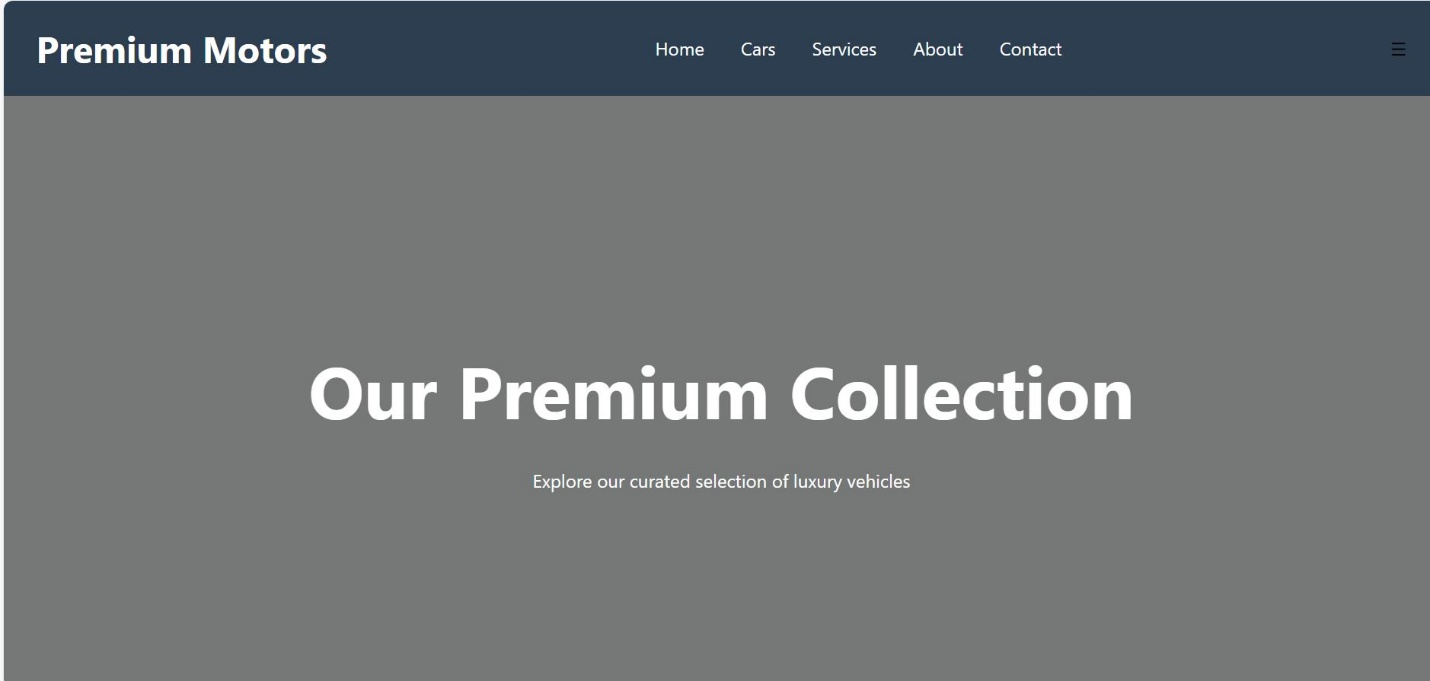 Premium Motors
Home Cars Services About Contact ☰
Our Premium Collection
Explore our curated selection of luxury vehicles